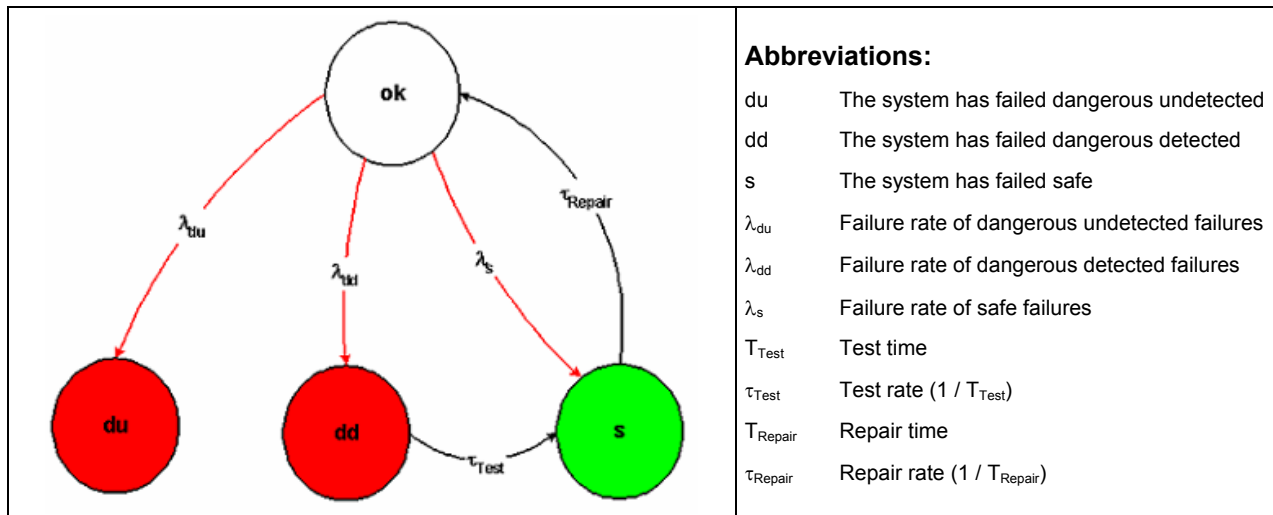 ok
τRepair
λdu
λdd
λs
du
dd
s
τTest
Abbreviations:
du The system has failed dangerous undetected
dd The system has failed dangerous detected
s The system has failed safe
λdu Failure rate of dangerous undetected failures
λdd Failure rate of dangerous detected failures
λs Failure rate of safe failures
TTest Test time
τTest Test rate (1 / TTest)
TRepair Repair time
τRepair Repair rate (1 / TRepair)